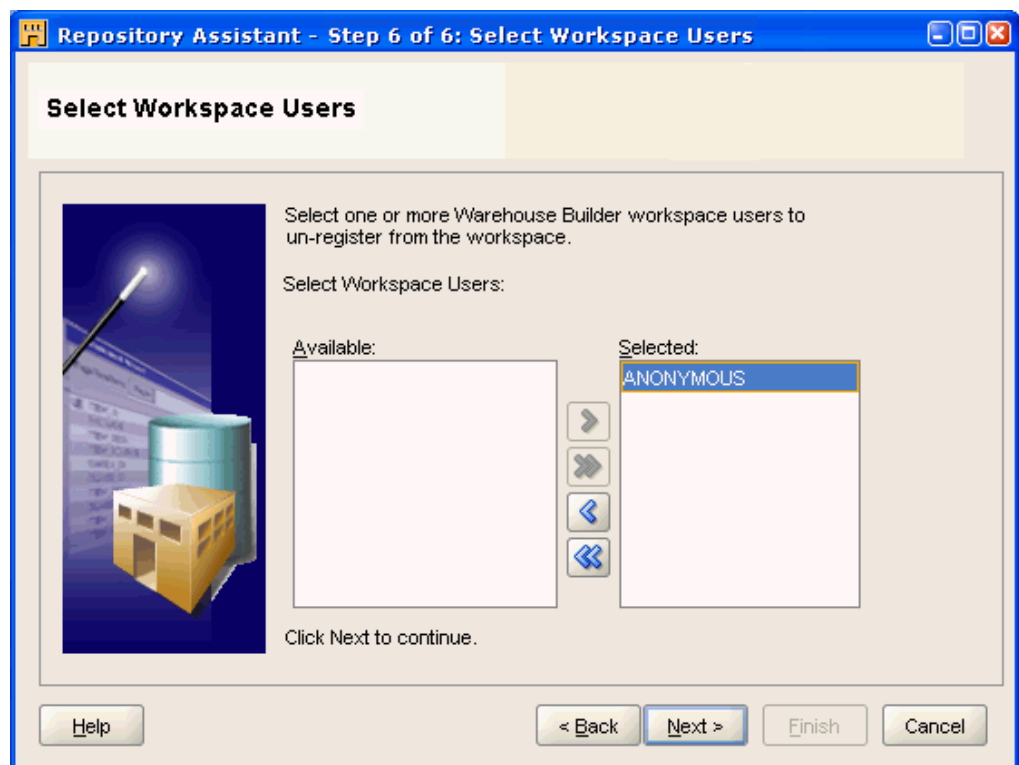 Repository Assistant - Step 6 of 6: Select Workspace Users
Select Workspace Users
Select one or more Warehouse Builder workspace users to
un-register from the workspace.
Select Workspace Users:
Available:
Selected:
ANONYMOUS
Click Next to continue.
Help
< Back
Next >
Finish
Cancel